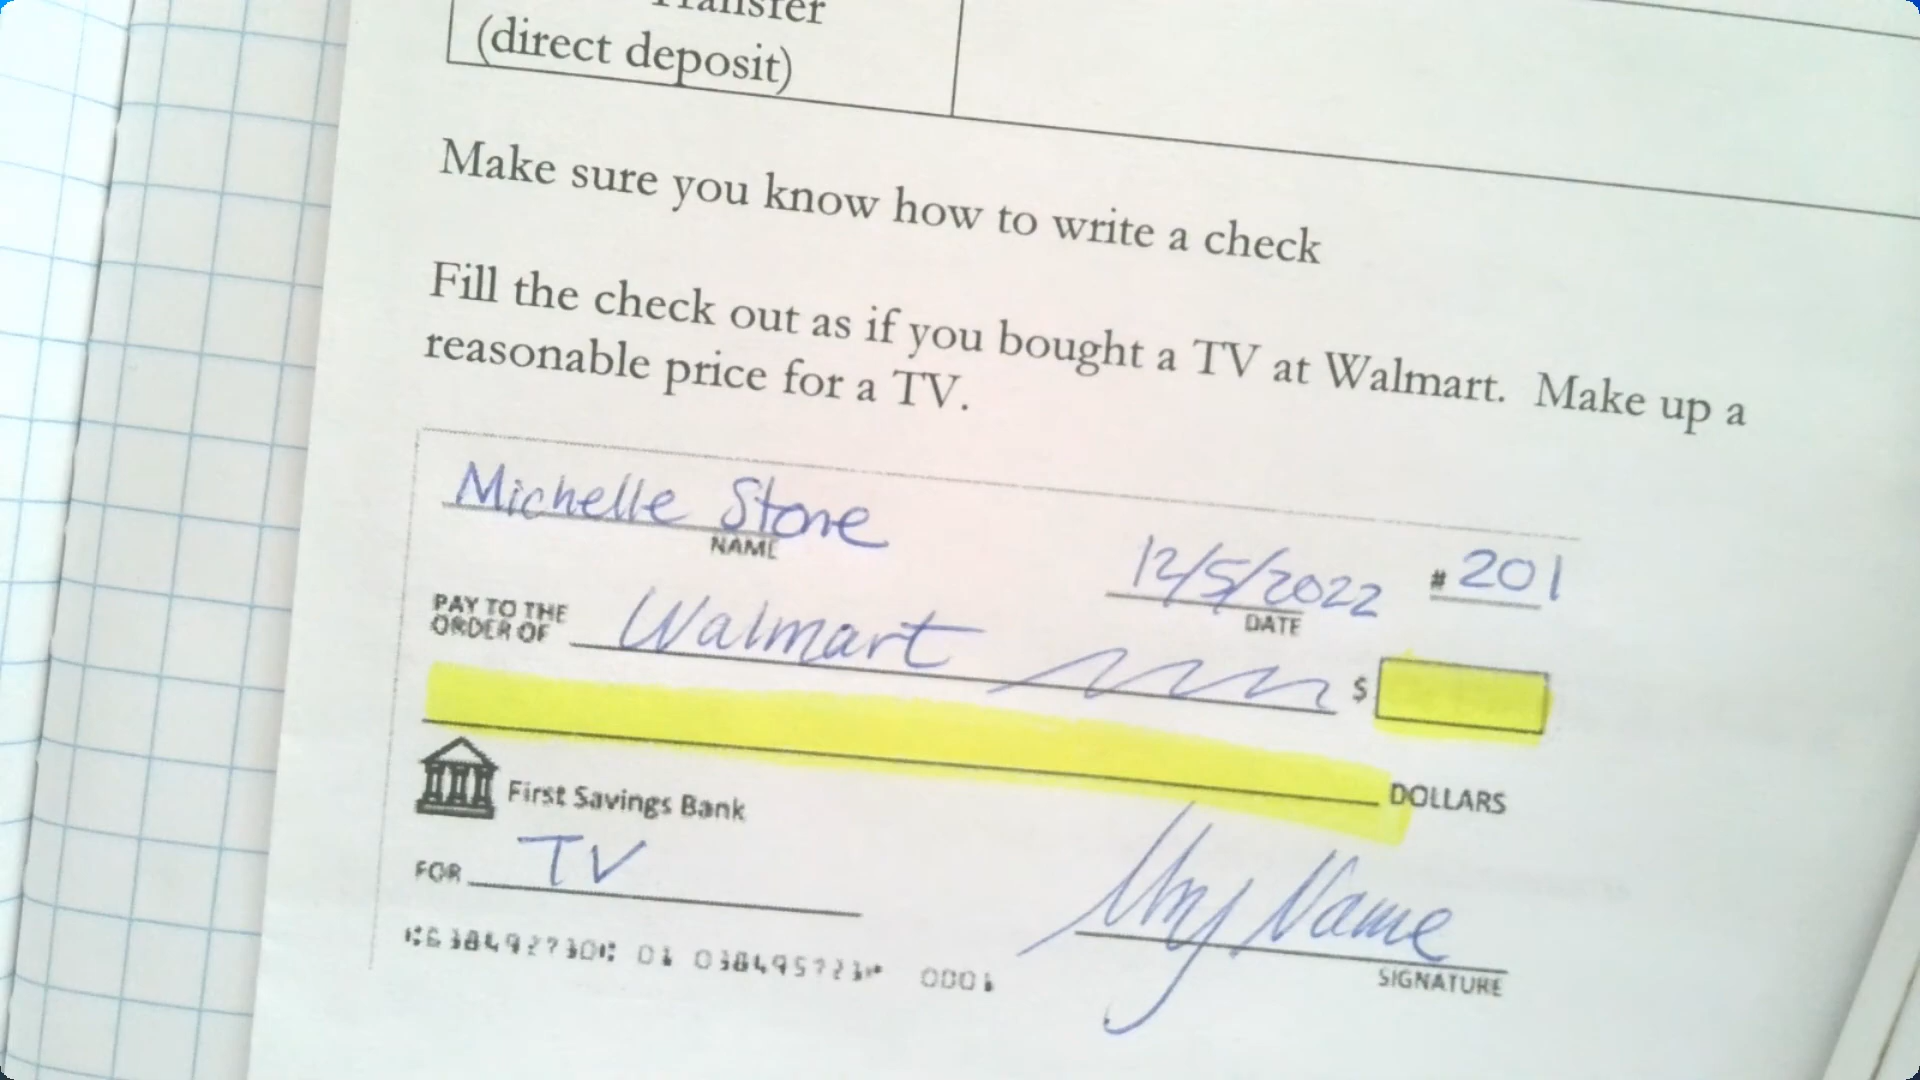 Transfer
(direct deposit)
Make sure you know how to write a check
Fill the check out as if you bought a TV at Walmart. Make up a
reasonable price for a TV.
Michelle Stone
NAME
12/5/2022 # 201
DATE
PAY TO THE
ORDER OF Walmart $
DOLLARS
First Savings Bank
FOR TV
My Name
SIGNATURE